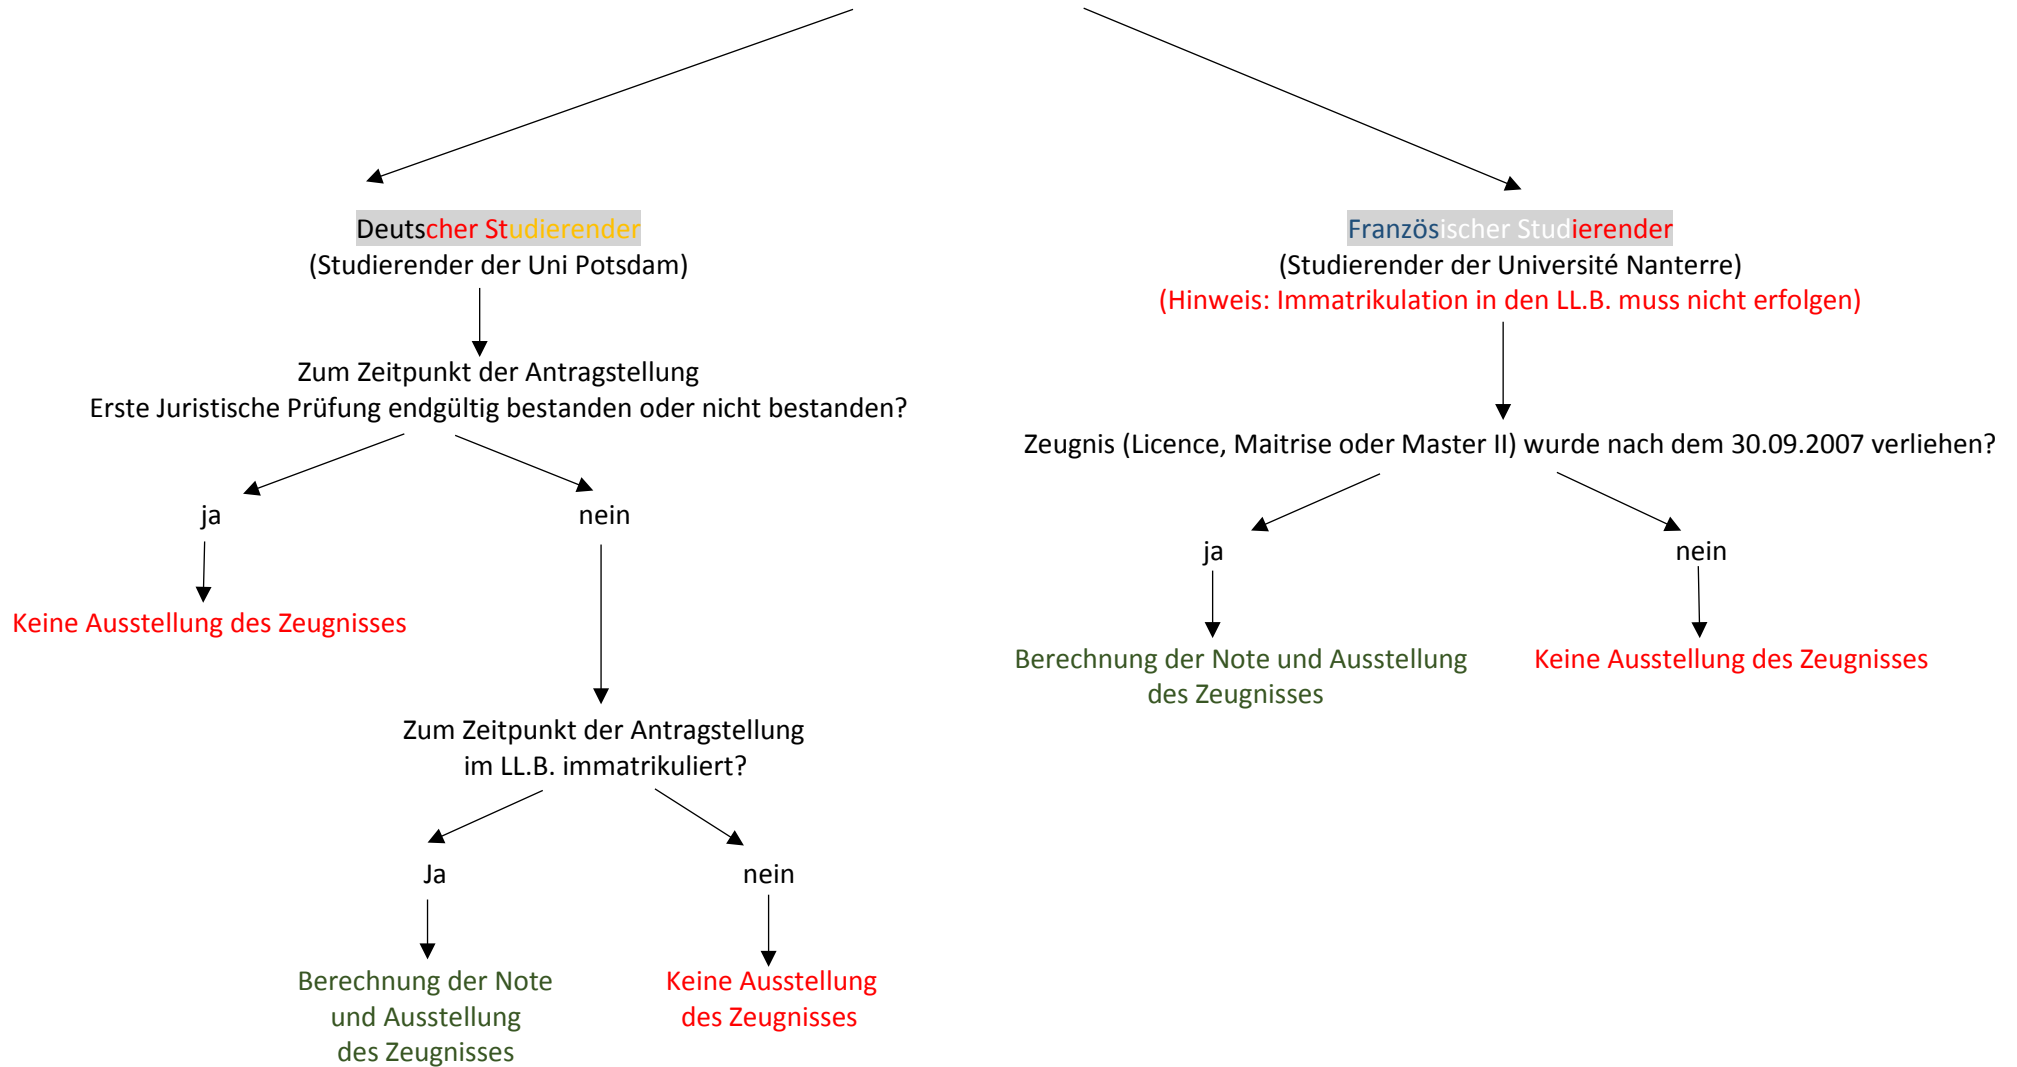 Deutscher Studierender
(Studierender der Uni Potsdam)
Zum Zeitpunkt der Antragstellung
Erste Juristische Prüfung endgültig bestanden oder nicht bestanden?
ja
nein
Keine Ausstellung des Zeugnisses
Zum Zeitpunkt der Antragstellung
im LL.B. immatrikuliert?
Ja
nein
Berechnung der Note
und Ausstellung
des Zeugnisses
Keine Ausstellung
des Zeugnisses
Französischer Studierender
(Studierender der Université Nanterre)
(Hinweis: Immatrikulation in den LL.B. muss nicht erfolgen)
Zeugnis (Licence, Maitrise oder Master II) wurde nach dem 30.09.2007 verliehen?
ja
nein
Berechnung der Note und Ausstellung
des Zeugnisses
Keine Ausstellung des Zeugnisses